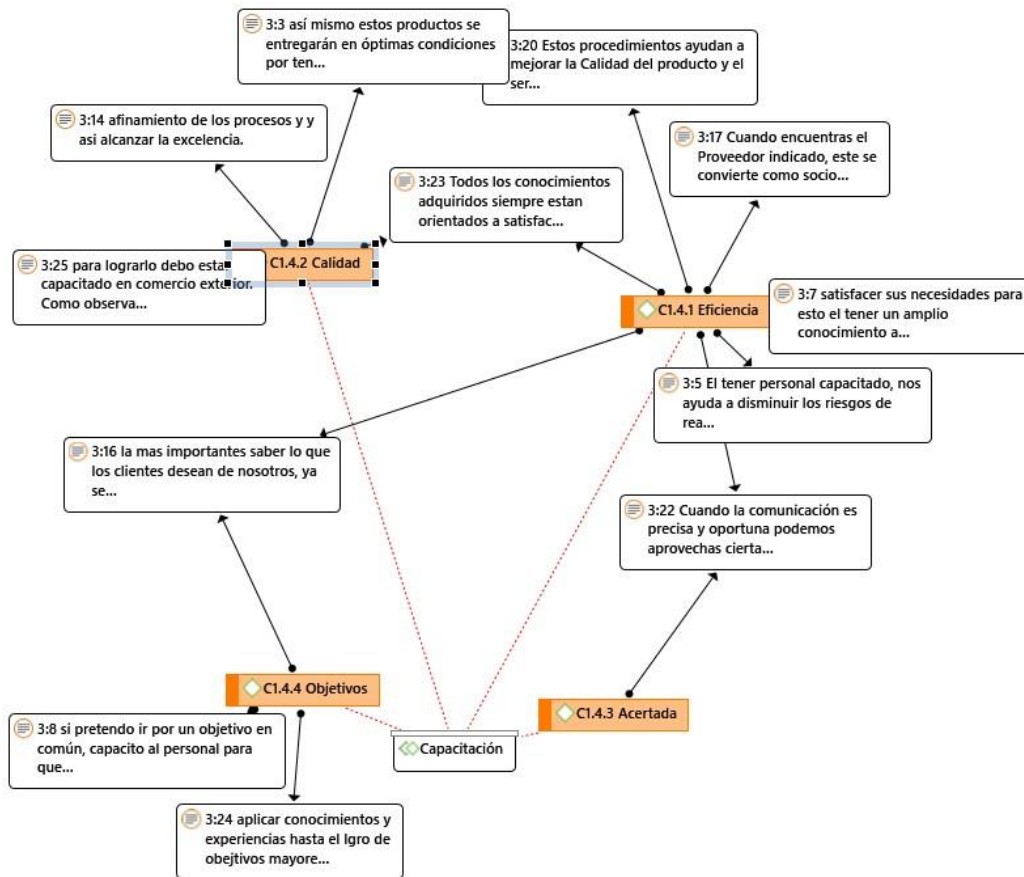 3:3 así mismo estos productos se
entregarán en óptimas condiciones
por ten...
3:20 Estos procedimientos ayudan a
mejorar la Calidad del producto y el
ser...
3:14 afinamiento de los procesos y y
asi alcanzar la excelencia.
3:17 Cuando encuentras el
Proveedor indicado, este se
convierte como socio...
3:23 Todos los conocimientos
adquiridos siempre estan
orientados a satisfac...
C1.4.2 Calidad
3:25 para lograrlo debo esta
capacitado en comercio exterior.
Como observa...
C1.4.1 Eficiencia
3:7 satisfacer sus necesidades para
esto el tener un amplio
conocimiento a...
3:5 El tener personal capacitado, nos
ayuda a disminuir los riesgos de
rea...
3:16 la mas importantes saber lo que
los clientes desean de nosotros, ya
se...
3:22 Cuando la comunicación es
precisa y oportuna podemos
aprovechas cierta...
C1.4.4 Objetivos
C1.4.3 Acertada
3:8 si pretendo ir por un objetivo en
común, capacito al personal para
que...
Capacitación
3:24 aplicar conocimientos y
experiencias hasta el lgro de
obejtivos mayore...